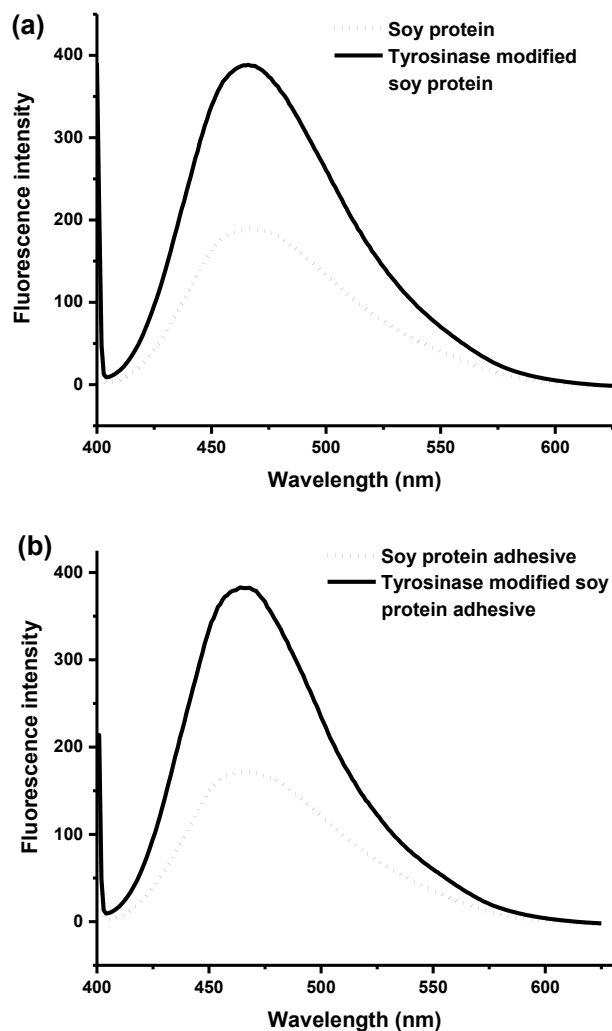 (a)
Soy protein
Tyrosinase modified
soy protein
400
300
200
100
0
Fluorescence intensity
400 450 500 550 600
Wavelength (nm)
(b)
Soy protein adhesive
Tyrosinase modified soy
protein adhesive
400
300
200
100
0
Fluorescence intensity
400 450 500 550 600
Wavelength (nm)